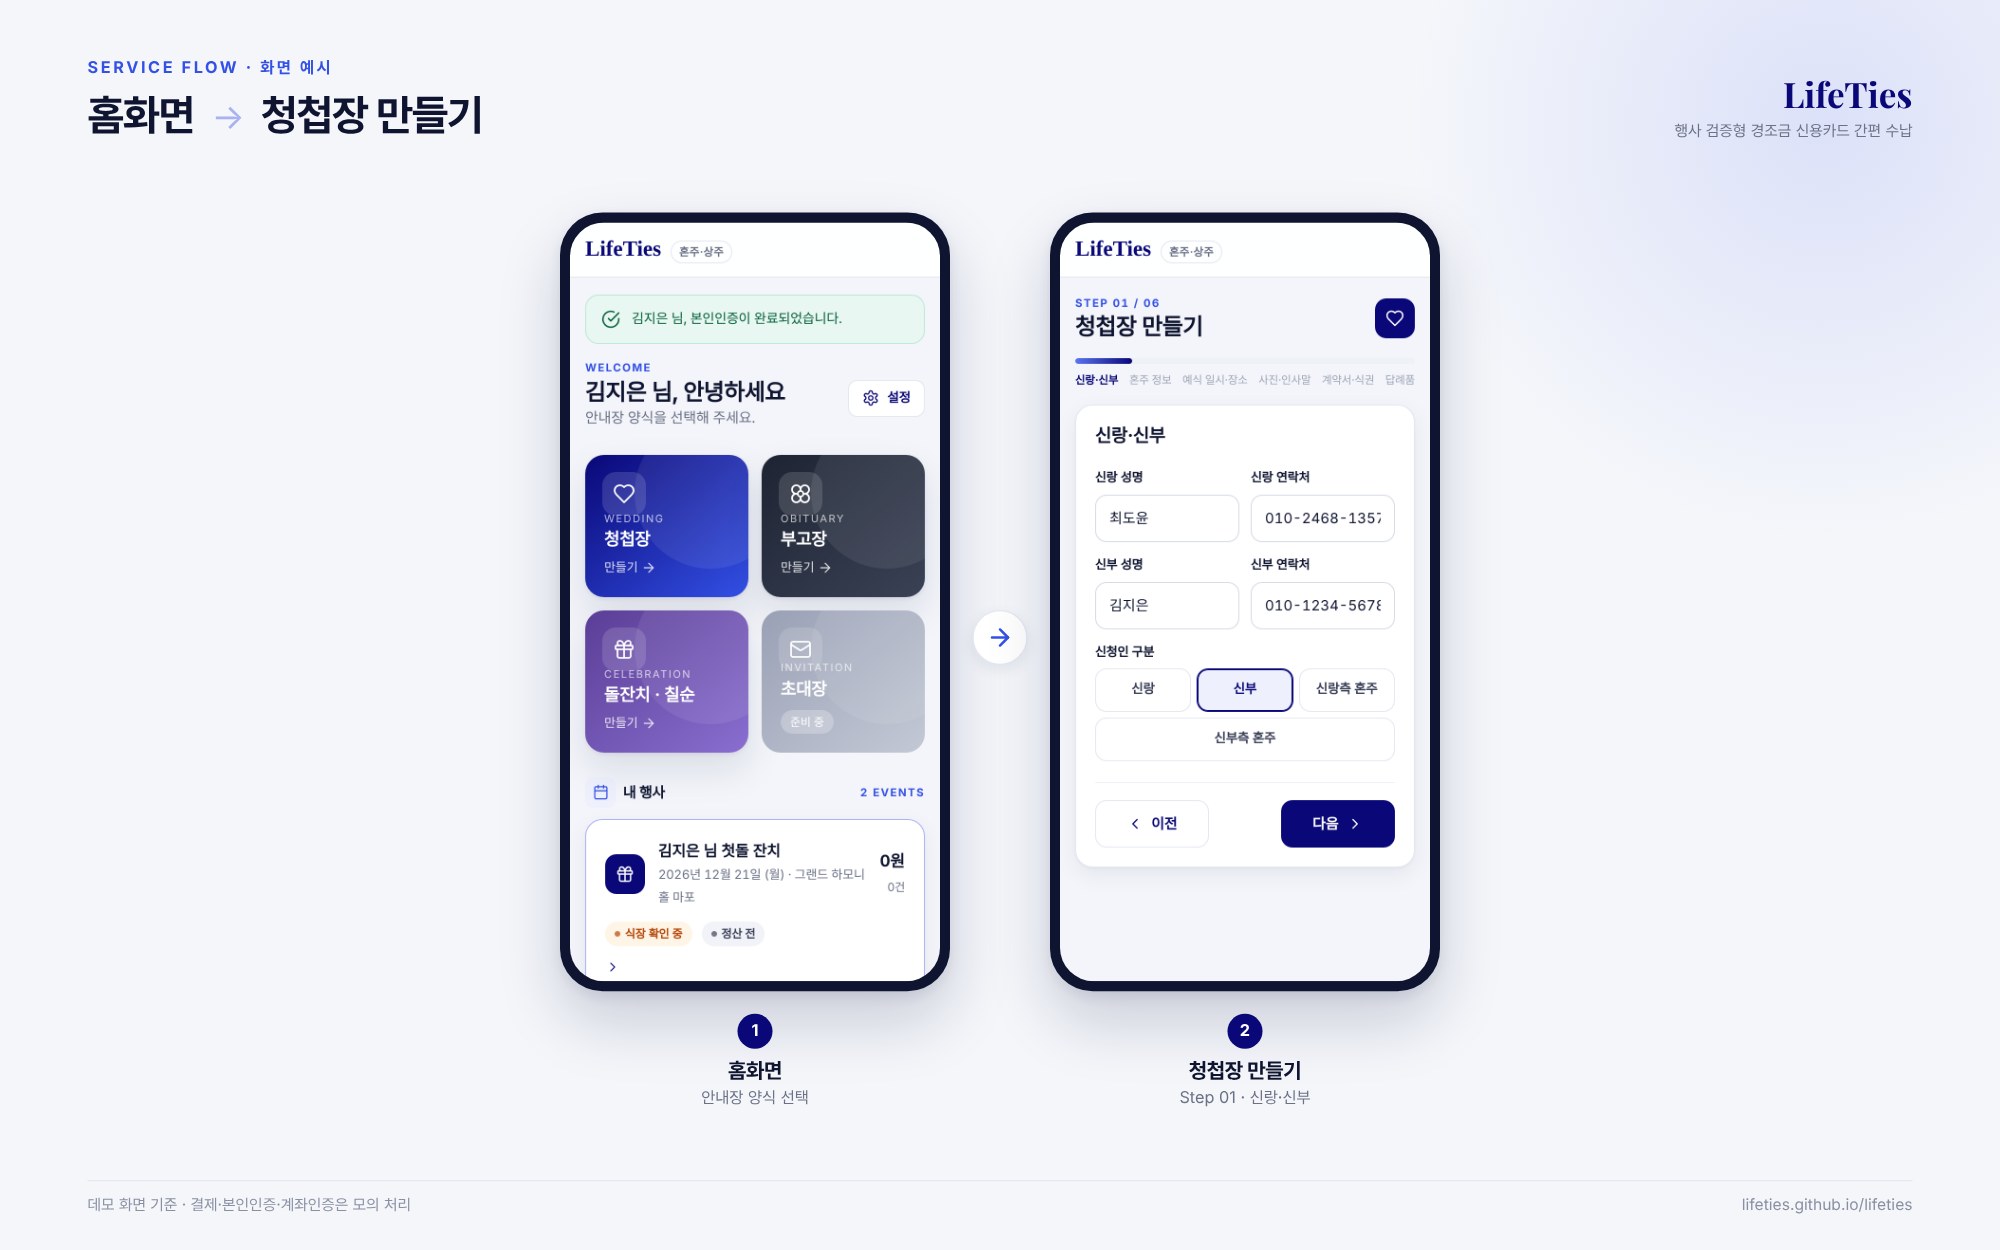 SERVICE FLOW · 화면 예시
홈화면 → 청첩장 만들기
LifeTies
행사 검증형 경조금 신용카드 간편 수납
LifeTies 혼주·상주
김지은 님, 본인인증이 완료되었습니다.
WELCOME
김지은 님, 안녕하세요
안내장 양식을 선택해 주세요.
설정
WEDDING
청첩장
만들기 →
OBITUARY
부고장
만들기 →
CELEBRATION
돌잔치 · 칠순
만들기 →
INVITATION
초대장
준비 중
내 행사
2 EVENTS
김지은 님 첫돌 잔치
2026년 12월 21일 (월) · 그랜드 하모니
홀 마포
0원
0건
식장 확인 중
정산 전
1
홈화면
안내장 양식 선택
LifeTies 혼주·상주
STEP 01 / 06
청첩장 만들기
신랑·신부 혼주 정보 예식 일시·장소 사진·인사말 계약서·식권 답례품
신랑·신부
신랑 성명 신랑 연락처
최도윤 010-2468-1357
신부 성명 신부 연락처
김지은 010-1234-5678
신청인 구분
신랑 신부 신랑측 혼주
신부측 혼주
이전 다음
2
청첩장 만들기
Step 01 · 신랑·신부
데모 화면 기준 · 결제·본인인증·계좌인증은 모의 처리
lifeties.github.io/lifeties